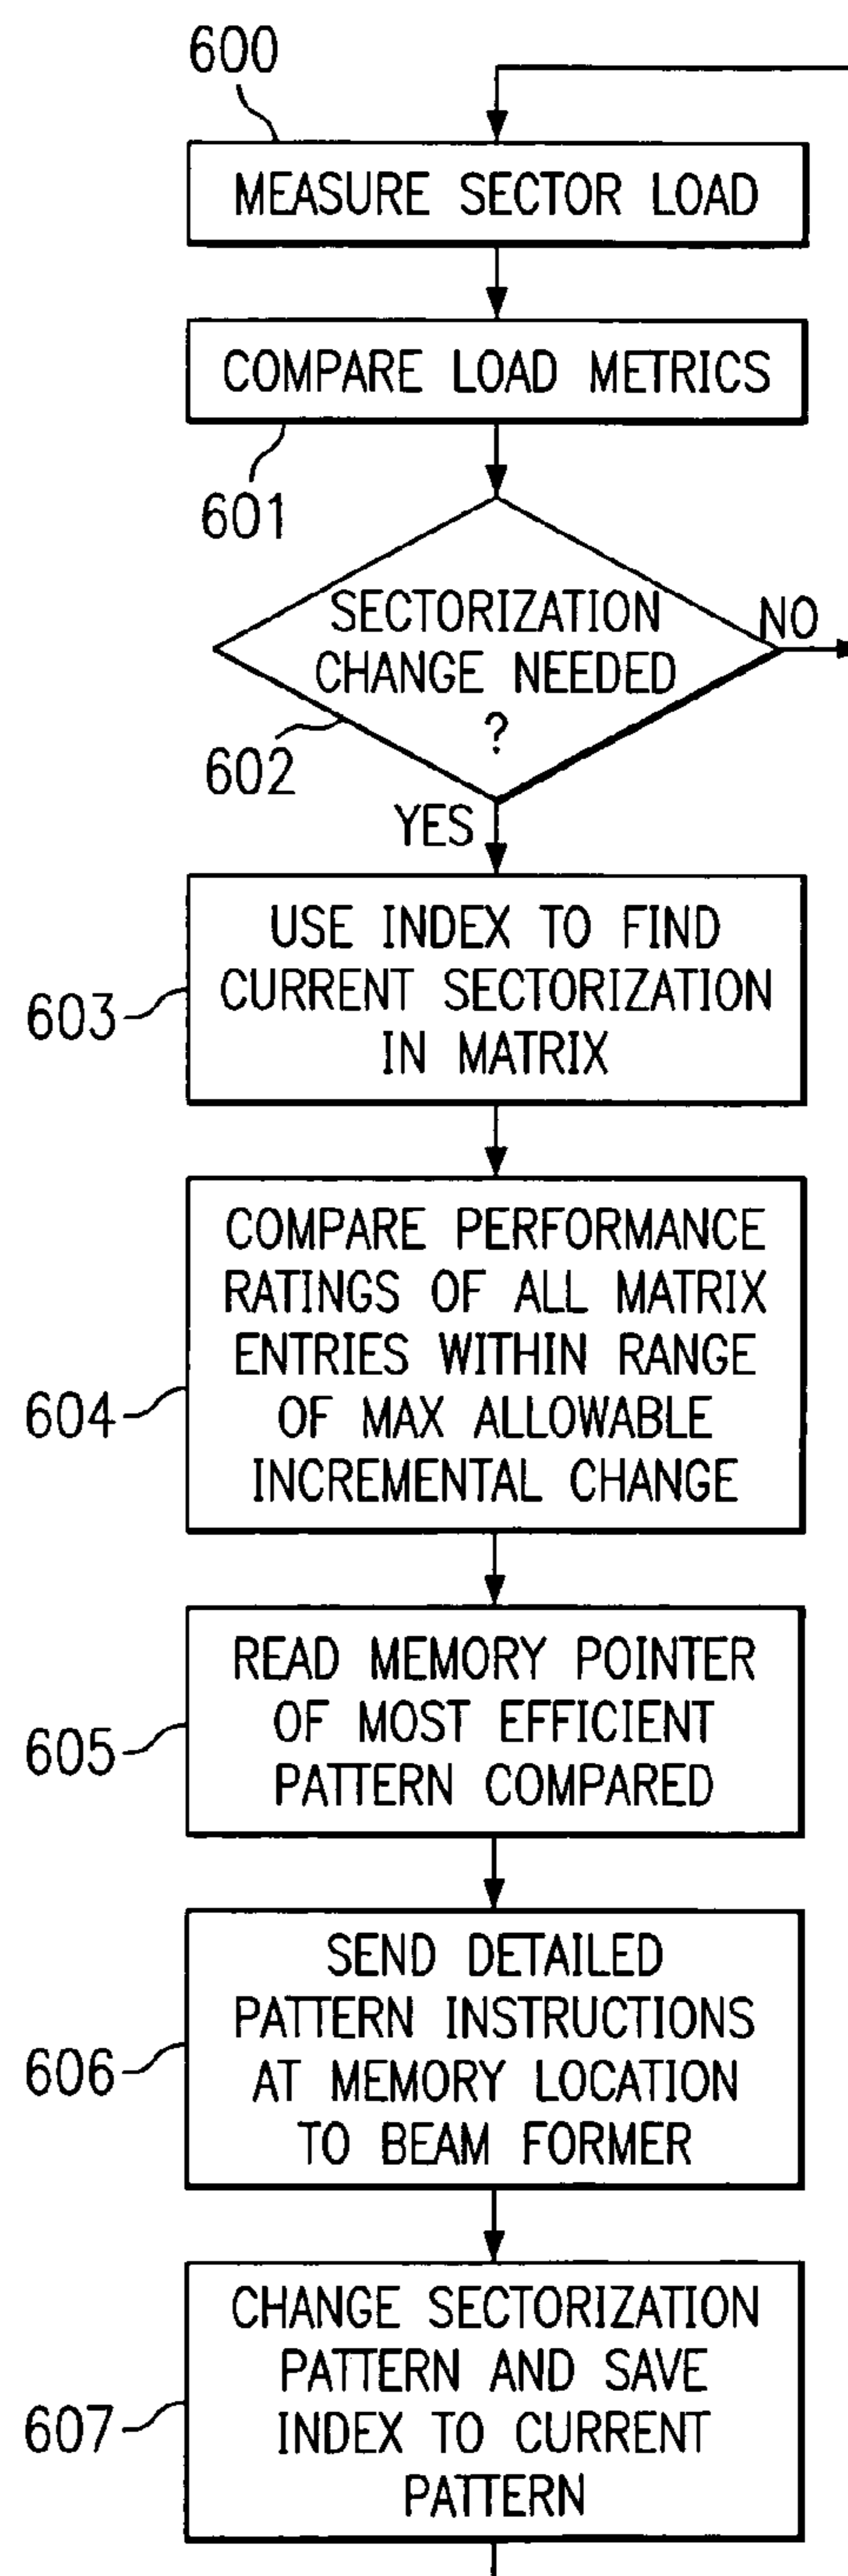 600
MEASURE SECTOR LOAD
COMPARE LOAD METRICS
601
SECTORIZATION
CHANGE NEEDED
?
NO
602
YES
USE INDEX TO FIND
CURRENT SECTORIZATION
IN MATRIX
603
COMPARE PERFORMANCE
RATINGS OF ALL MATRIX
ENTRIES WITHIN RANGE
OF MAX ALLOWABLE
INCREMENTAL CHANGE
604
READ MEMORY POINTER
OF MOST EFFICIENT
PATTERN COMPARED
605
SEND DETAILED
PATTERN INSTRUCTIONS
AT MEMORY LOCATION
TO BEAM FORMER
606
CHANGE SECTORIZATION
PATTERN AND SAVE
INDEX TO CURRENT
PATTERN
607